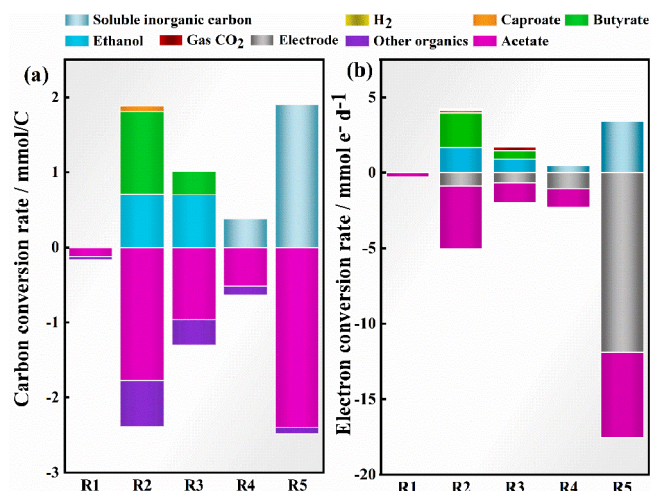 Soluble inorganic carbon H2 Caproate Butyrate
Ethanol Gas CO2 Electrode Other organics Acetate
(a)
Carbon conversion rate / mmol/C
2
1
0
-1
-2
-3
R1 R2 R3 R4 R5
(b)
Electron conversion rate / mmol e- d-1
5
0
-5
-10
-15
-20
R1 R2 R3 R4 R5